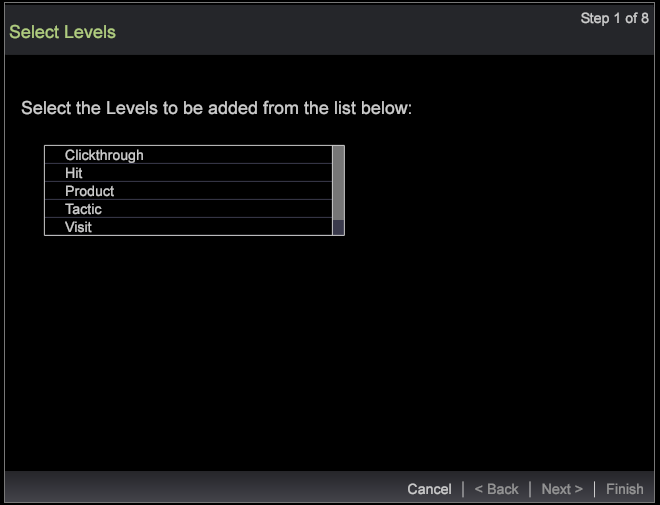 Step 1 of 8
Select Levels
Select the Levels to be added from the list below:
Clickthrough
Hit
Product
Tactic
Visit
Cancel | < Back | Next > | Finish